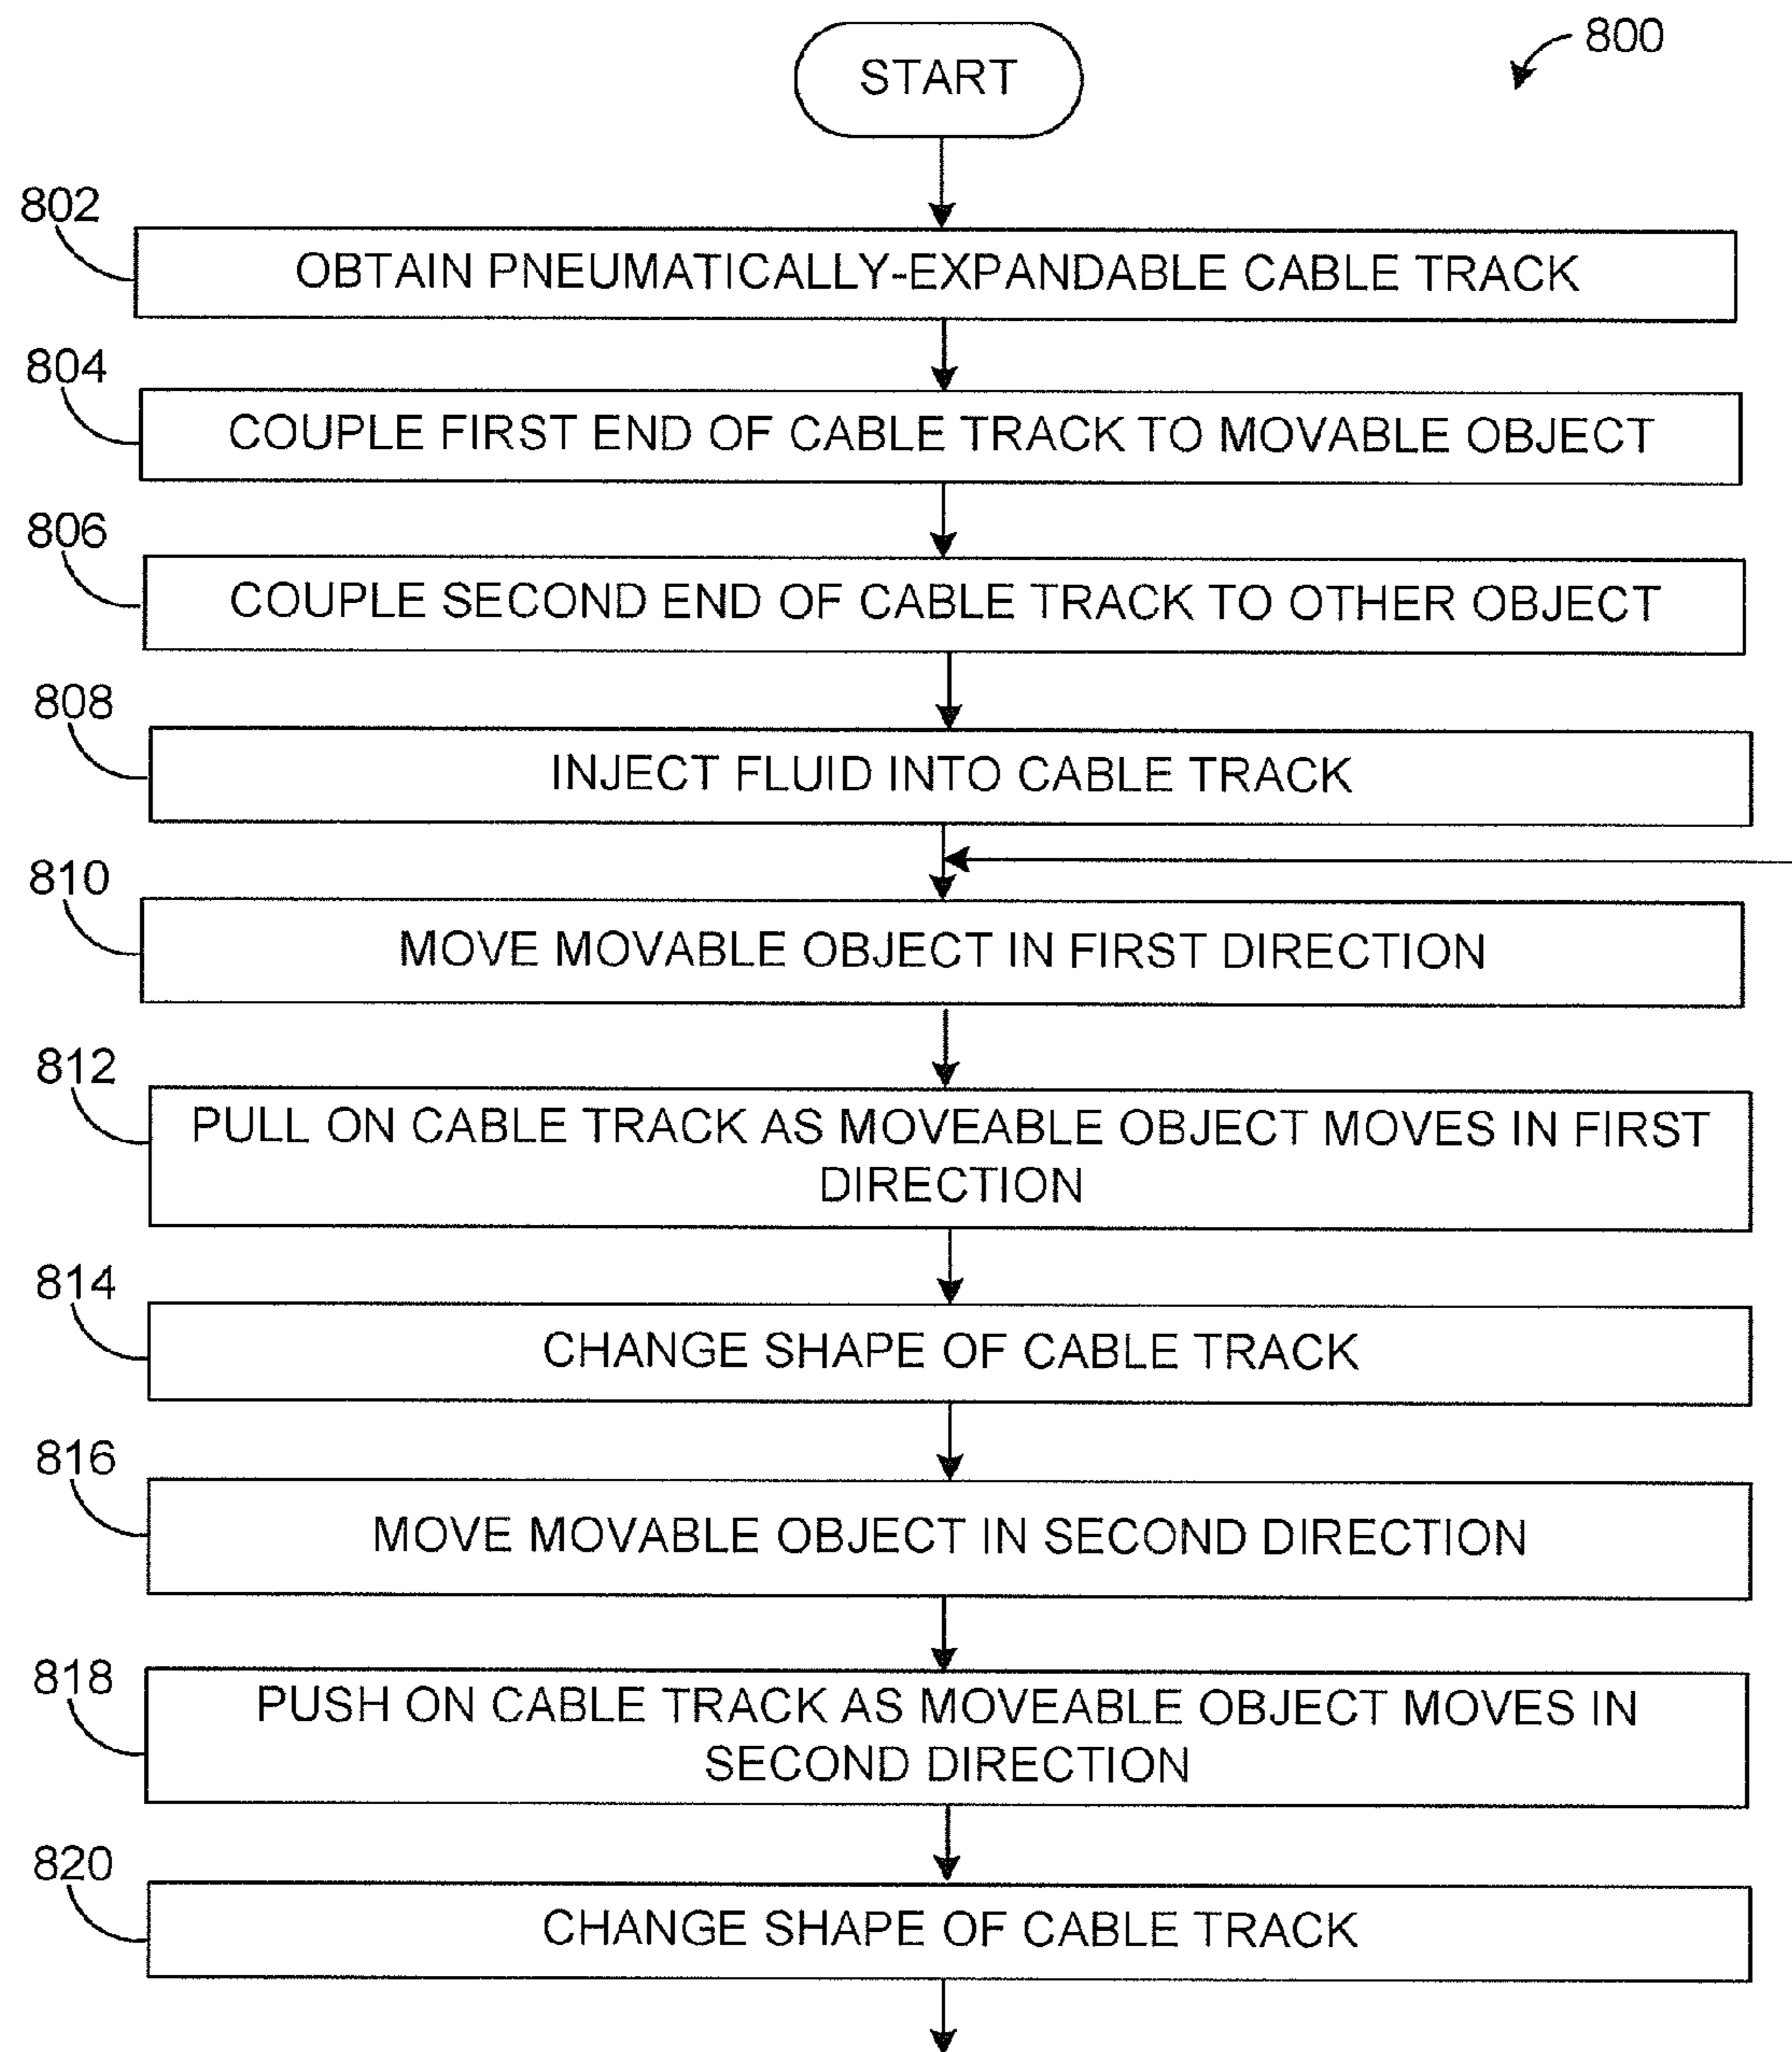 800
START
802
OBTAIN PNEUMATICALLY-EXPANDABLE CABLE TRACK
804
COUPLE FIRST END OF CABLE TRACK TO MOVABLE OBJECT
806
COUPLE SECOND END OF CABLE TRACK TO OTHER OBJECT
808
INJECT FLUID INTO CABLE TRACK
810
MOVE MOVABLE OBJECT IN FIRST DIRECTION
812
PULL ON CABLE TRACK AS MOVEABLE OBJECT MOVES IN FIRST
DIRECTION
814
CHANGE SHAPE OF CABLE TRACK
816
MOVE MOVABLE OBJECT IN SECOND DIRECTION
818
PUSH ON CABLE TRACK AS MOVEABLE OBJECT MOVES IN
SECOND DIRECTION
820
CHANGE SHAPE OF CABLE TRACK